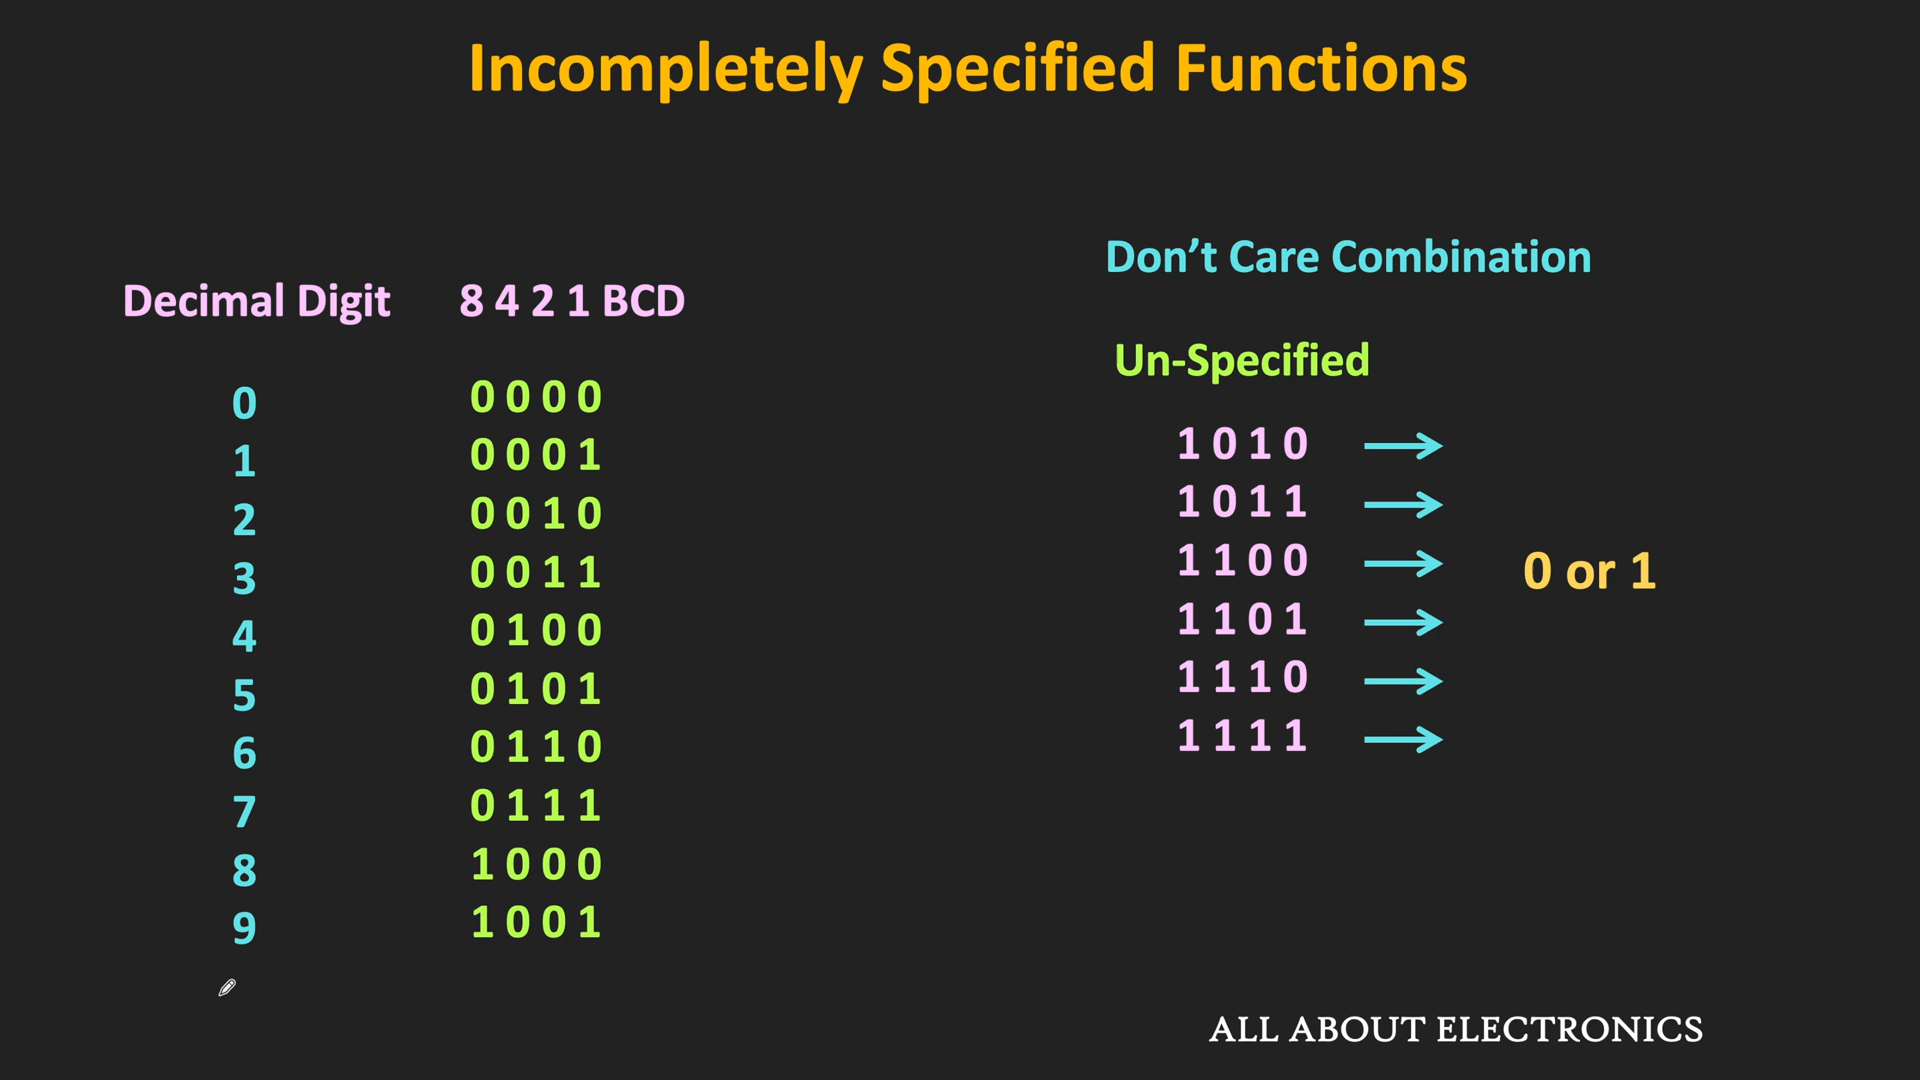 Incompletely Specified Functions
Decimal Digit 8 4 2 1 BCD
0 0 0 0 0
1 0 0 0 1
2 0 0 1 0
3 0 0 1 1
4 0 1 0 0
5 0 1 0 1
6 0 1 1 0
7 0 1 1 1
8 1 0 0 0
9 1 0 0 1
Don’t Care Combination
Un-Specified
1 0 1 0 →
1 0 1 1 →
1 1 0 0 →
1 1 0 1 →
1 1 1 0 →
1 1 1 1 →
0 or 1
ALL ABOUT ELECTRONICS